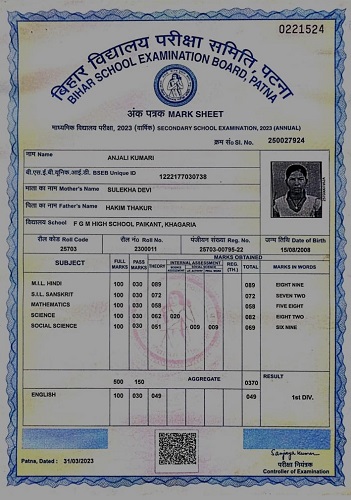 0221524
बिहार विद्यालय परीक्षा समिति, पटना
BIHAR SCHOOL EXAMINATION BOARD, PATNA
अंक पत्रक MARK SHEET
माध्यमिक विद्यालय परीक्षा, 2023 (वार्षिक) SECONDARY SCHOOL EXAMINATION, 2023 (ANNUAL)
क्रम सं० Sl. No. 250027924
नाम Name ANJALI KUMARI
बी.एस.ई.बी.यूनिक.आई.डी. BSEB Unique ID 1222177030738
माता का नाम Mother's Name SULEKHA DEVI
पिता का नाम Father's Name HAKIM THAKUR
विद्यालय School F G M HIGH SCHOOL PAIKANT, KHAGARIA
रौल कोड Roll Code रौल नं० Roll No. पंजीयन संख्या Reg. No. जन्म तिथि Date of Birth
25703 2300011 25703-00795-22 15/08/2008
MARKS OBTAINED
SUBJECT FULL MARKS PASS MARKS THEORY INTERNAL ASSESSMENT REG. (TH.) TOTAL MARKS IN WORDS
M.I.L. HINDI 100 030 089 089 EIGHT NINE
S.I.L. SANSKRIT 100 030 072 072 SEVEN TWO
MATHEMATICS 100 030 058 058 FIVE EIGHT
SCIENCE 100 030 062 020 082 EIGHT TWO
SOCIAL SCIENCE 100 030 051 009 009 069 SIX NINE
500 150 AGGREGATE 0370 RESULT
ENGLISH 100 030 049 049 1st DIV.
Patna, Dated : 31/03/2023
Sanjay Kumar
परीक्षा नियंत्रक
Controller of Examination